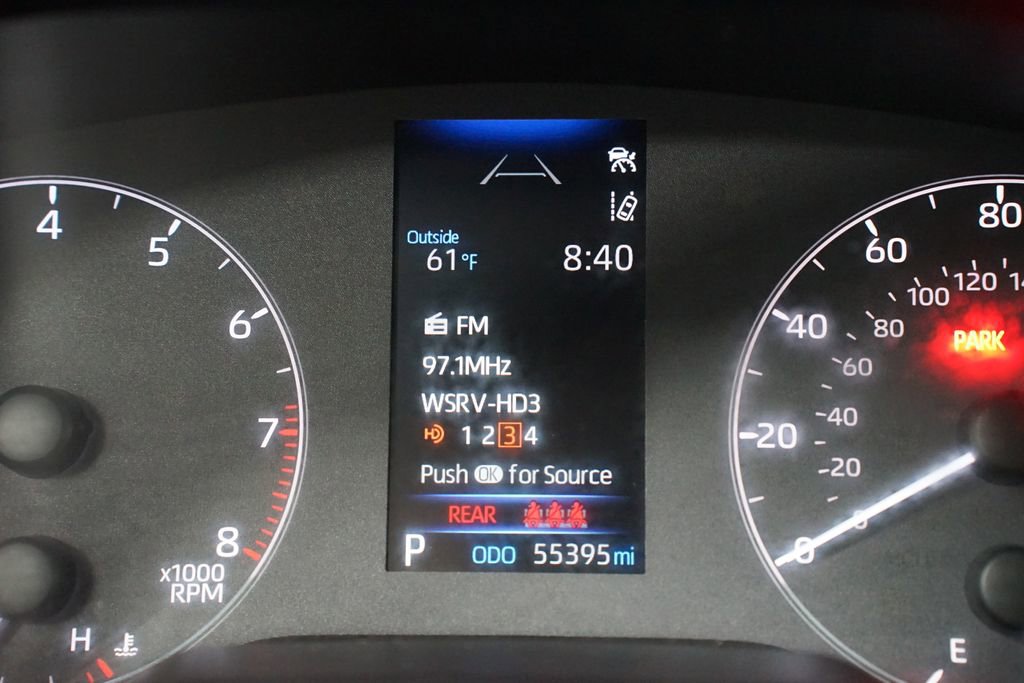 4
5
6
7
8
x1000
RPM
H
Outside
61°F
8:40
FM
97.1MHz
WSRV-HD3
HD 1 2 3 4
Push OK for Source
REAR
P ODO 55395mi
80
60
40
20
0
120
100
80
60
40
20
0
PARK
E